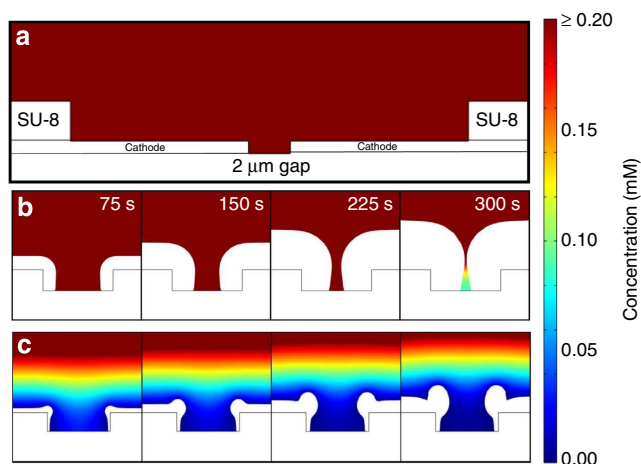 a
SU-8
SU-8
Cathode
Cathode
2 μm gap
b
75 s
150 s
225 s
300 s
c
≥ 0.20
0.15
0.10
0.05
0.00
Concentration (mM)